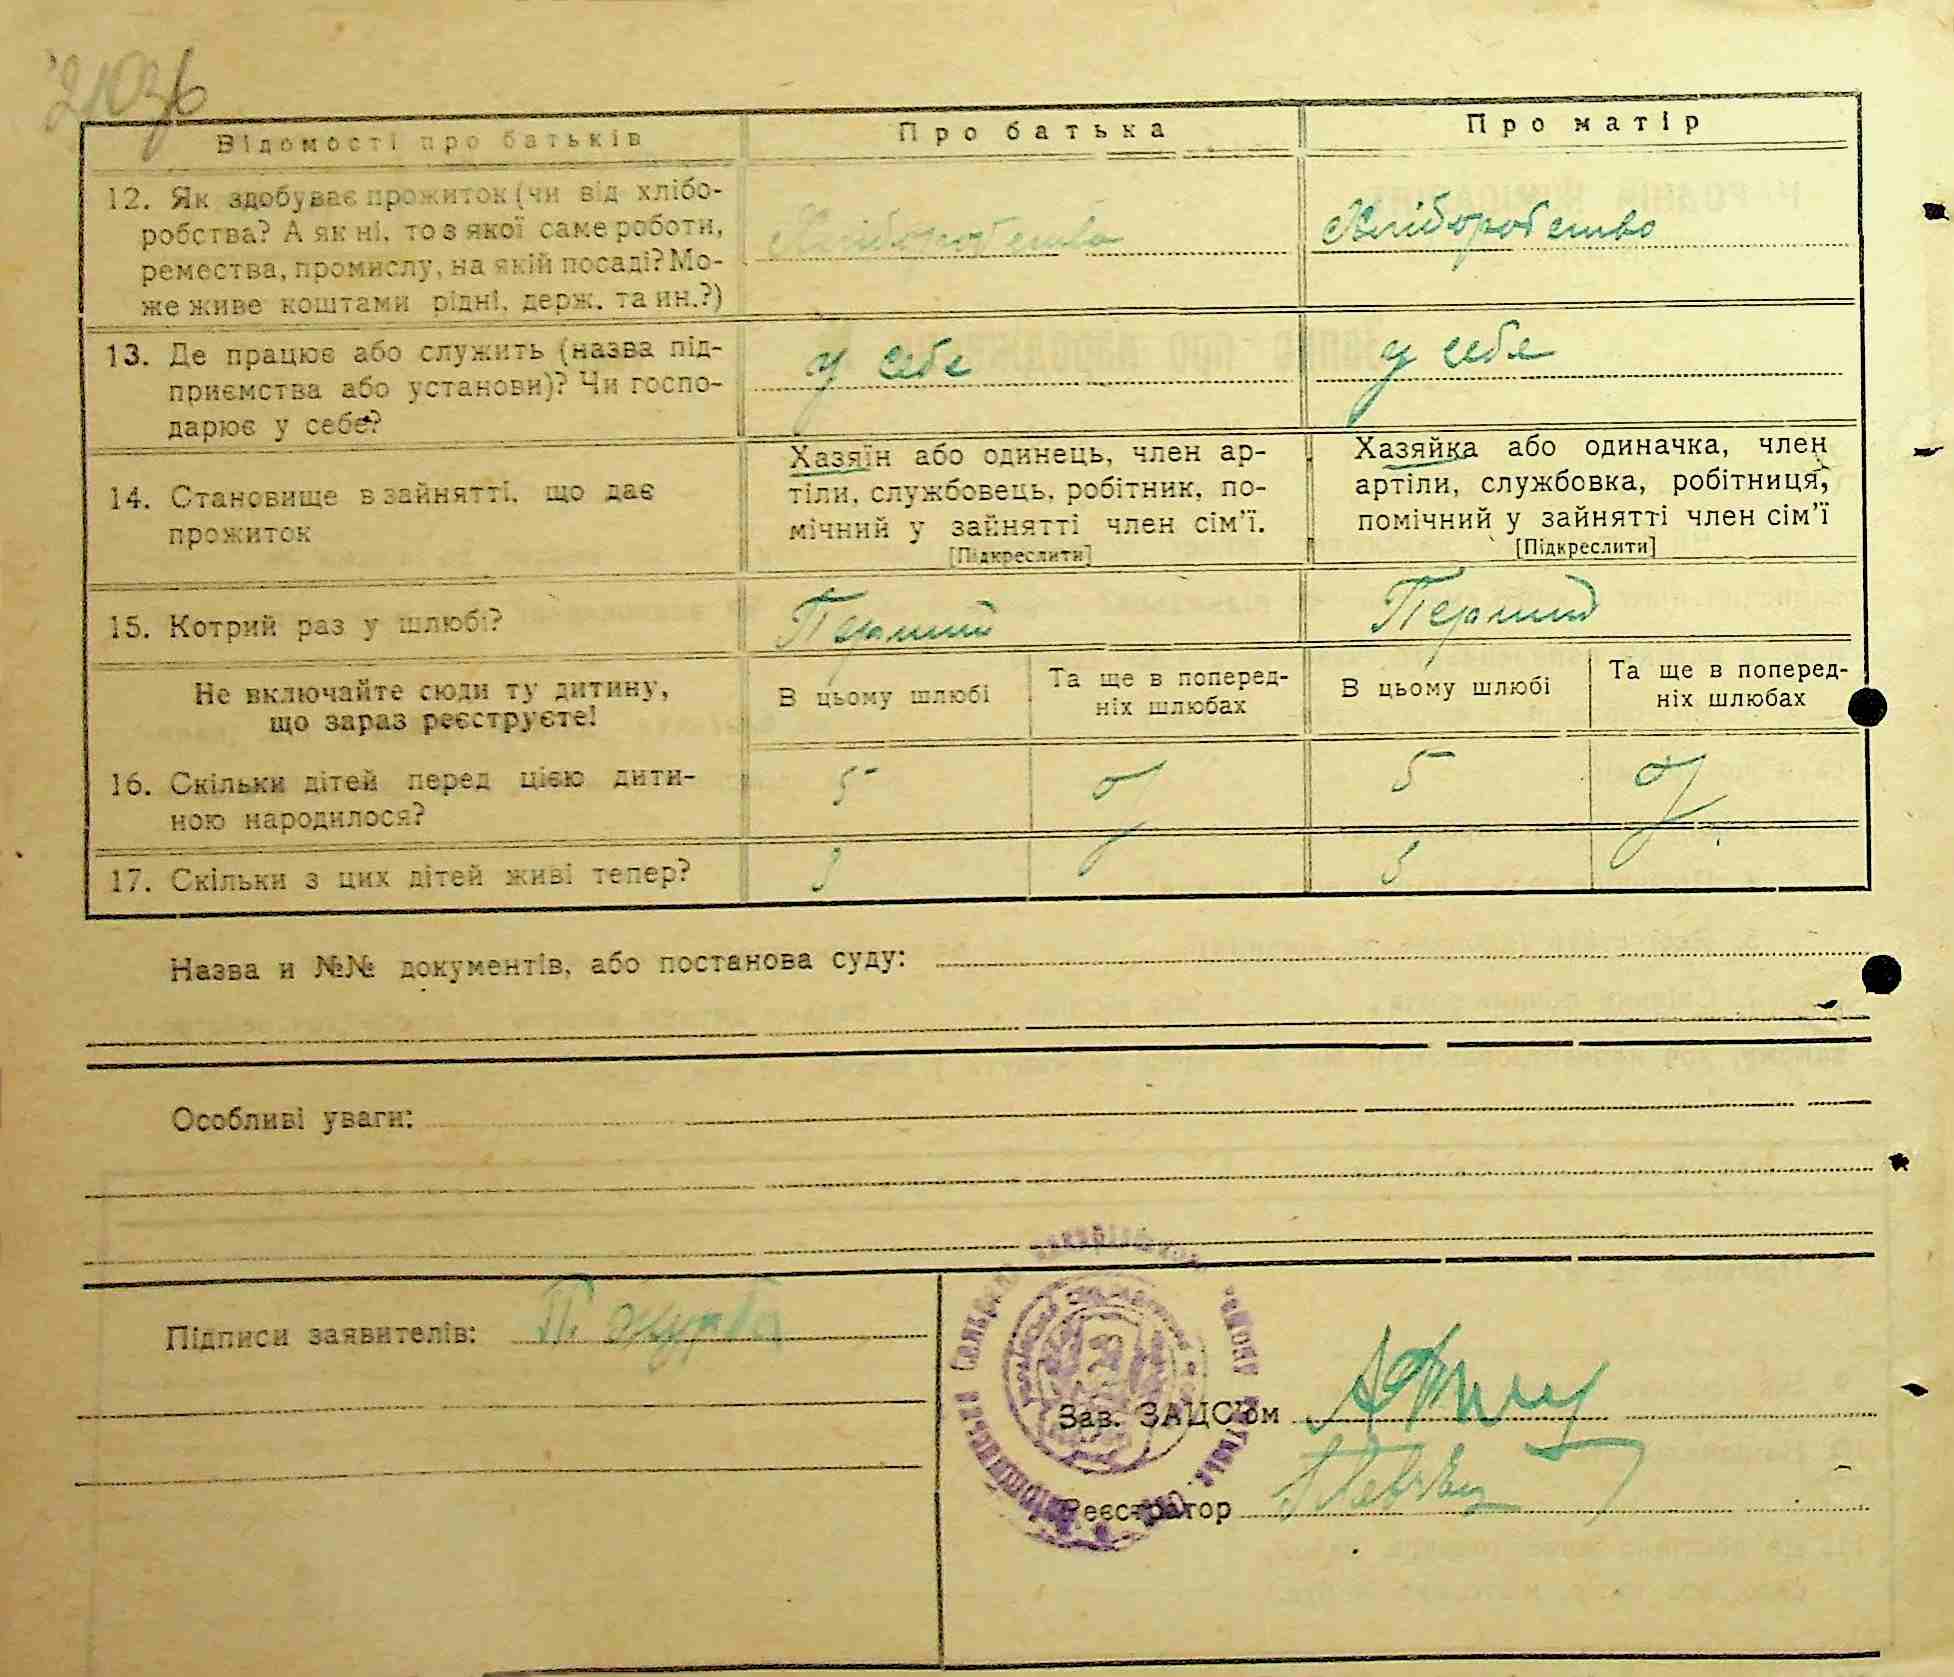 Відомості про батьків
Про батька
Про матір
12. Як здобуває прожиток (чи від хлібо-
робства? А як ні, то з якої саме роботи,
ремества, промислу, на якій посаді? Мо-
же живе коштами рідні, держ. та ин.?)
Хліборобство
Хліборобство
13. Де працює або служить (назва під-
приємства або установи)? Чи госпо-
дарює у себе?
у себе
у себе
14. Становище в зайнятті, що дає
прожиток
Хазяїн або одинець, член ар-
тіли, службовець, робітник, по-
мічний у зайнятті член сім'ї.
[Підкреслити]
Хазяйка або одиначка, член
артіли, службовка, робітниця,
помічний у зайнятті член сім'ї
[Підкреслити]
15. Котрий раз у шлюбі?
Перший
Перший
Не включайте сюди ту дитину,
що зараз реєструєте!
В цьому шлюбі
Та ще в поперед-
ніх шлюбах
В цьому шлюбі
Та ще в поперед-
ніх шлюбах
16. Скільки дітей перед цією дити-
ною народилося?
5
5
17. Скільки з цих дітей живі тепер?
Назва и №№ документів, або постанова суду:
Особливі уваги:
Підписи заявителів:
Зав. ЗАЦС'ом
Реєстратор